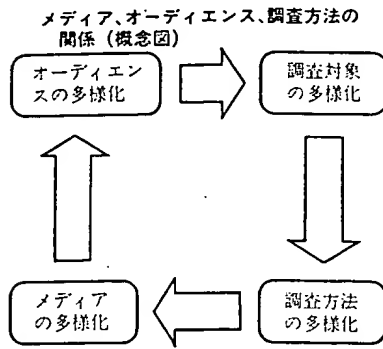 メディア、オーディエンス、調査方法の
関係(概念図)
オーディエン
スの多様化
調査対象
の多様化
メディア
の多様化
調査方法
の多様化